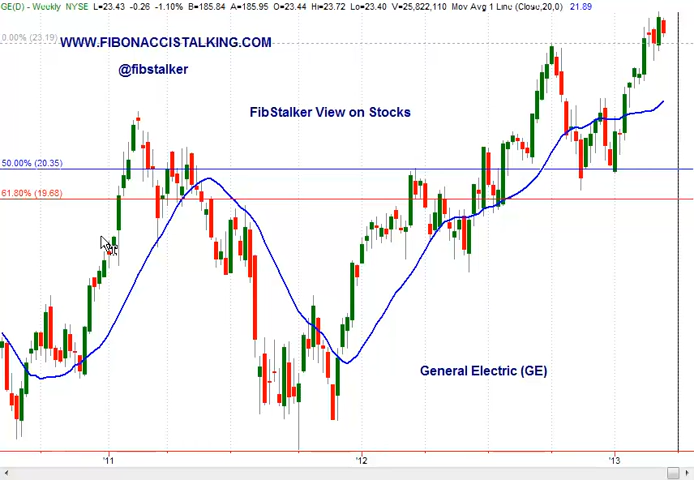 GE(D) - Weekly NYSE L=23.43 -0.26 -1.10% B=185.84 A=185.95 O=23.44 Hi=23.72 Lo=23.40 V=25,822,110 Mov Avg 1 Line (Close,20,0) 21.89
0.00% (23.19)
WWW.FIBONACCISTALKING.COM
@fibstalker
FibStalker View on Stocks
50.00% (20.35)
61.80% (19.68)
General Electric (GE)
'11 '12 '13